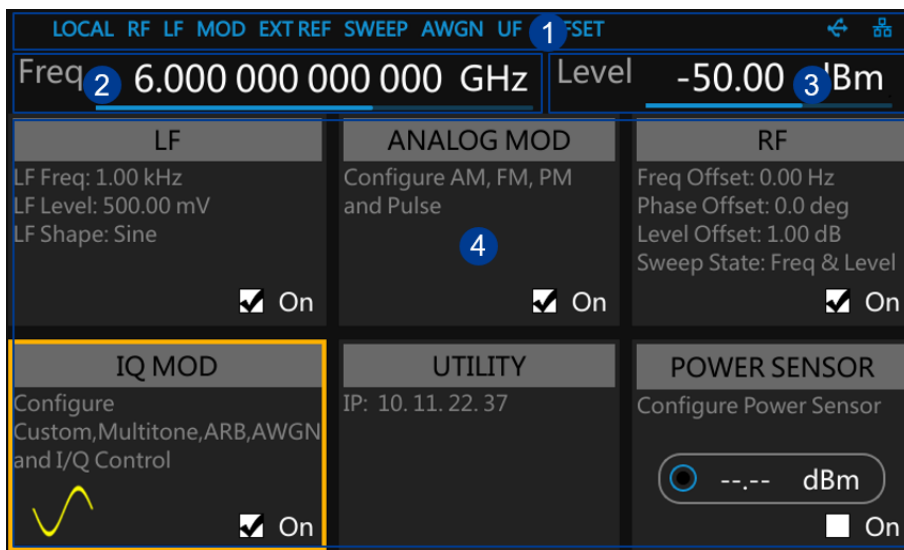 LOCAL RF LF MOD EXT REF SWEEP AWGN UF 1 FSET
Freq 2 6.000 000 000 000 GHz Level -50.00 3 dBm
LF
LF Freq: 1.00 kHz
LF Level: 500.00 mV
LF Shape: Sine
On
ANALOG MOD
Configure AM, FM, PM
and Pulse
4
On
RF
Freq Offset: 0.00 Hz
Phase Offset: 0.0 deg
Level Offset: 1.00 dB
Sweep State: Freq & Level
On
IQ MOD
Configure
Custom,Multitone,ARB,AWGN
and I/Q Control
On
UTILITY
IP: 10. 11. 22. 37
POWER SENSOR
Configure Power Sensor
--.-- dBm
On